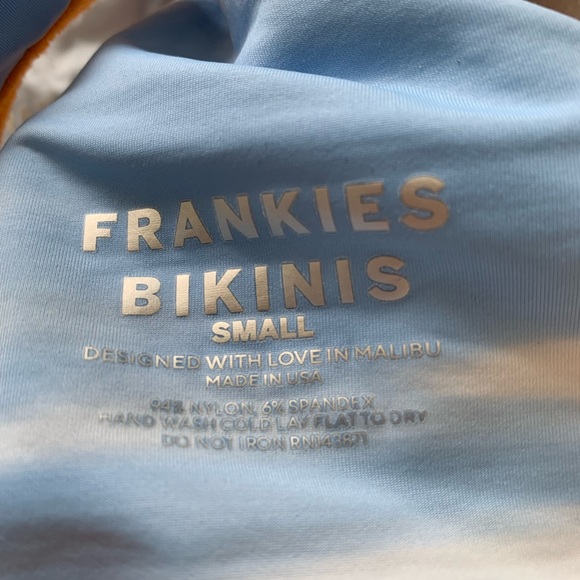 FRANKIES
BIKINIS
SMALL
DESIGNED WITH LOVE IN MALIBU
MADE IN USA
94% NYLON, 6% SPANDEX
HAND WASH COLD LAY FLAT TO DRY
DO NOT IRON RN143871